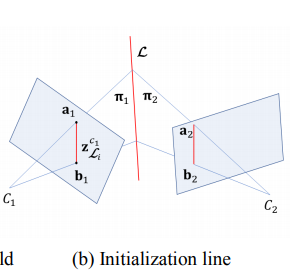 𝓛
π₁ π₂
a₁
a₂
z^{c₁}_{𝓛ᵢ}
b₁
b₂
C₁
C₂
ld (b) Initialization line